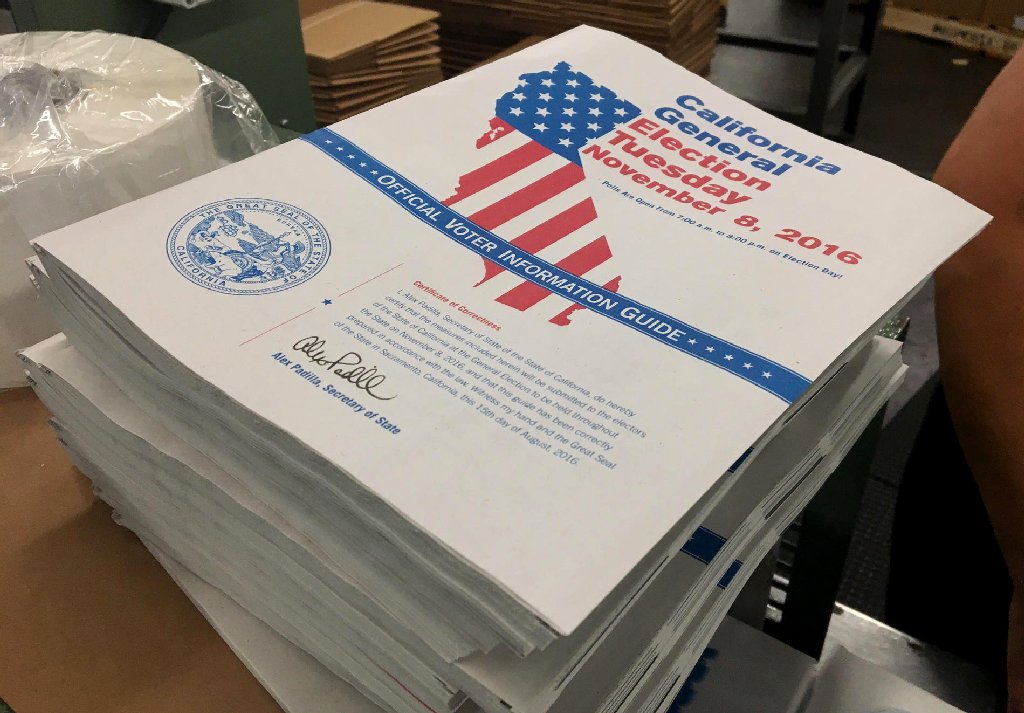 California
General
Election
Tuesday
November 8, 2016
Polls Are Open From 7:00 a.m. to 8:00 p.m. on Election Day!
★ ★ ★ ★ ★ OFFICIAL VOTER INFORMATION GUIDE ★ ★ ★ ★ ★
THE GREAT SEAL OF THE STATE OF CALIFORNIA
EUREKA
Certificate of Correctness
I, Alex Padilla, Secretary of State of the State of California, do hereby
certify that the measures included herein will be submitted to the electors
of the State of California at the General Election to be held throughout
the State on November 8, 2016, and that this guide has been correctly
prepared in accordance with the law. Witness my hand and the Great Seal
of the State in Sacramento, California, this 15th day of August, 2016.
Alex Padilla
Alex Padilla, Secretary of State